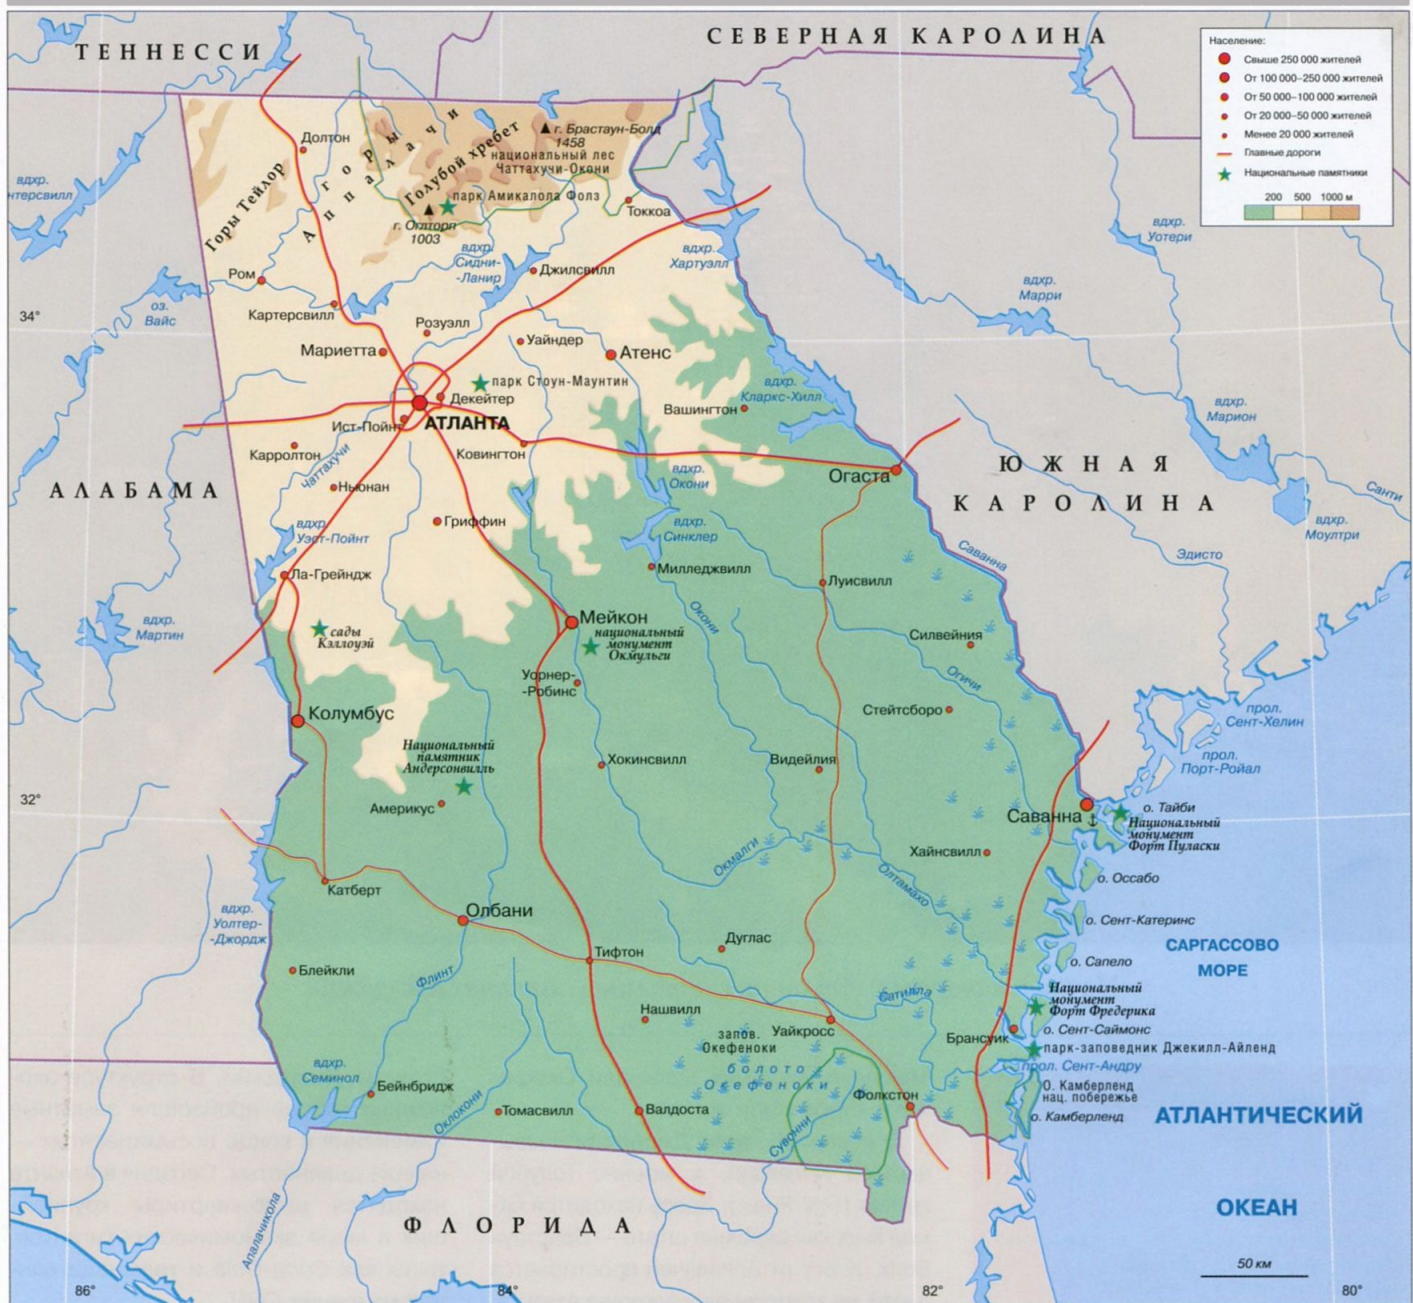 ТЕННЕССИ
СЕВЕРНАЯ КАРОЛИНА
Население:
Свыше 250 000 жителей
От 100 000–250 000 жителей
От 50 000–100 000 жителей
От 20 000–50 000 жителей
Менее 20 000 жителей
Главные дороги
Национальные памятники
200 500 1000 м
Долтон
г. Брастаун-Болд
1458
национальный лес
Чаттахучи-Окони
горы
Аппалачи
Голубой хребет
Горы Тейлор
парк Амикалола Фолз
г. Оглторп
1003
Токкоа
вдхр.
нтерсвилл
вдхр.
Сидни-
-Ланир
вдхр.
Хартуэлл
вдхр.
Уотери
Ром
Джилсвилл
вдхр.
Марри
оз.
Вайс
34°
Картерсвилл
Розуэлл
Уайндер
Мариетта
Атенс
парк Стоун-Маунтин
вдхр.
Кларкс-Хилл
Декейтер
Вашингтон
вдхр.
Марион
Ист-Пойнт
АТЛАНТА
Карролтон
Чаттахучи
Ковингтон
вдхр.
Окони
Огаста
ЮЖНАЯ
КАРОЛИНА
АЛАБАМА
Ньюнан
Санти
вдхр.
Уэст-Пойнт
Гриффин
вдхр.
Синклер
вдхр.
Моултри
Саванна
Эдисто
Ла-Грейндж
Милледжвилл
Луисвилл
вдхр.
Мартин
сады
Кэллоуэй
Мейкон
национальный
монумент
Окмульги
Окони
Силвейния
Уорнер-
-Робинс
Огичи
Колумбус
Стейтсборо
прол.
Сент-Хелин
Национальный
памятник
Андерсонвилль
Хокинсвилл
Видейлия
прол.
Порт-Ройал
32°
Америкус
Саванна
о. Тайби
Национальный
монумент
Форт Пуласки
Окмалги
Хайнсвилл
Катберт
Олтамахо
о. Оссабо
вдхр.
Уолтер-
-Джордж
Олбани
о. Сент-Катеринс
Дуглас
САРГАССОВО
МОРЕ
Тифтон
о. Сапело
Блейкли
Флинт
Сатилла
Национальный
монумент
Форт Фредерика
Нашвилл
Уайкросс
запов.
Окефеноки
Брансуик
о. Сент-Саймонс
парк-заповедник Джекилл-Айленд
прол. Сент-Андру
вдхр.
Семинол
болото
Окефеноки
Бейнбридж
О. Камберленд
нац. побережье
Фолкстон
Томасвилл
Валдоста
о. Камберленд
АТЛАНТИЧЕСКИЙ
ОКЕАН
Оклокони
Сувонни
Апалачикола
ФЛОРИДА
50 км
86°
84°
82°
80°